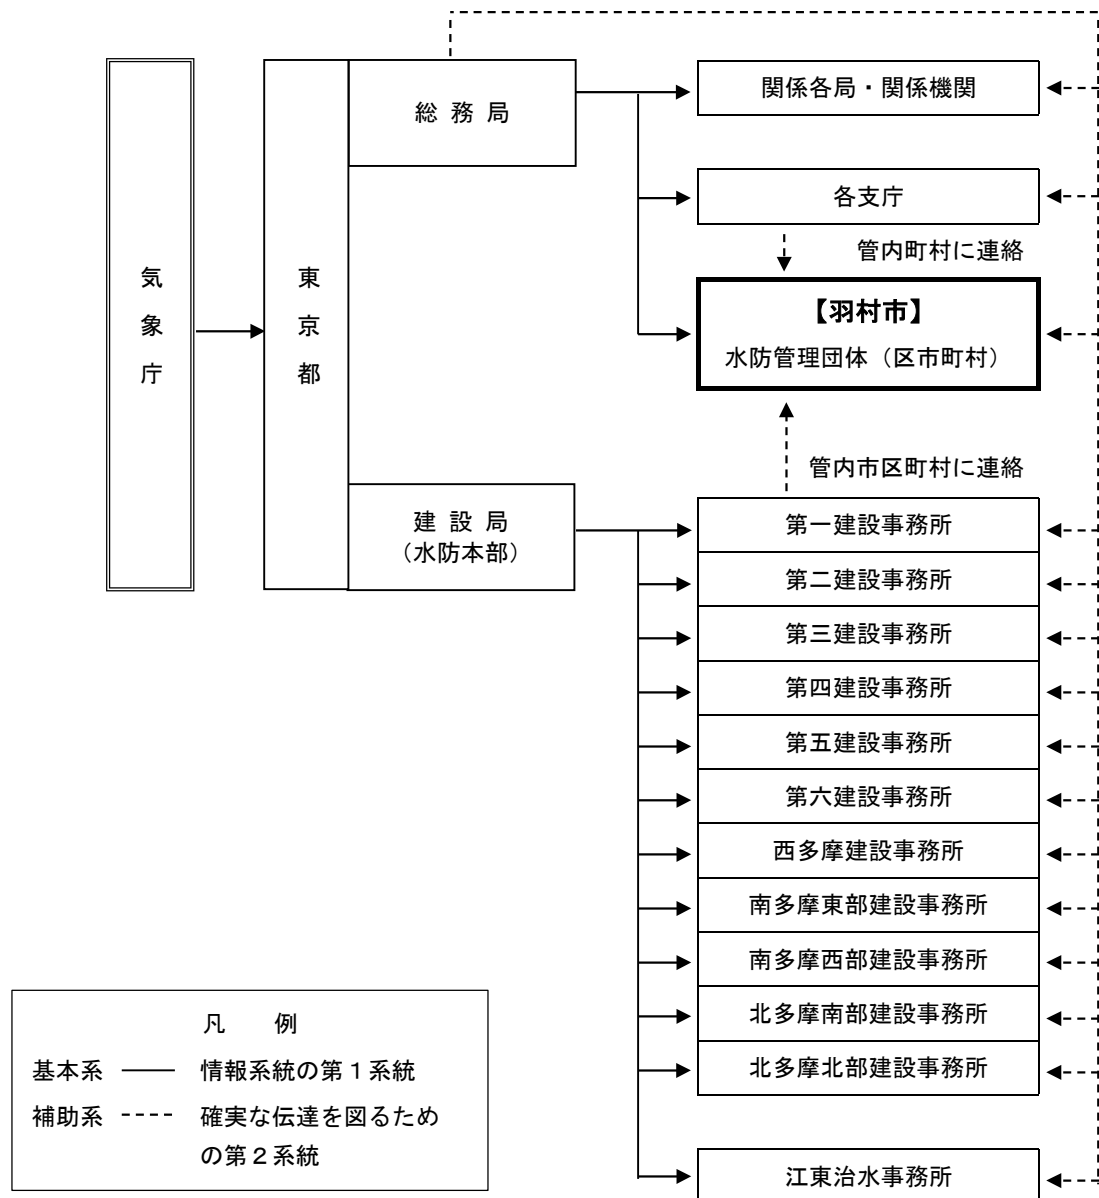 気象庁
東京都
総務局
関係各局・関係機関
各支庁
管内町村に連絡
【羽村市】
水防管理団体（区市町村）
管内市区町村に連絡
建設局
（水防本部）
第一建設事務所
第二建設事務所
第三建設事務所
第四建設事務所
第五建設事務所
第六建設事務所
西多摩建設事務所
南多摩東部建設事務所
南多摩西部建設事務所
北多摩南部建設事務所
北多摩北部建設事務所
江東治水事務所
凡　例
基本系 情報系統の第１系統
補助系 確実な伝達を図るため
の第２系統